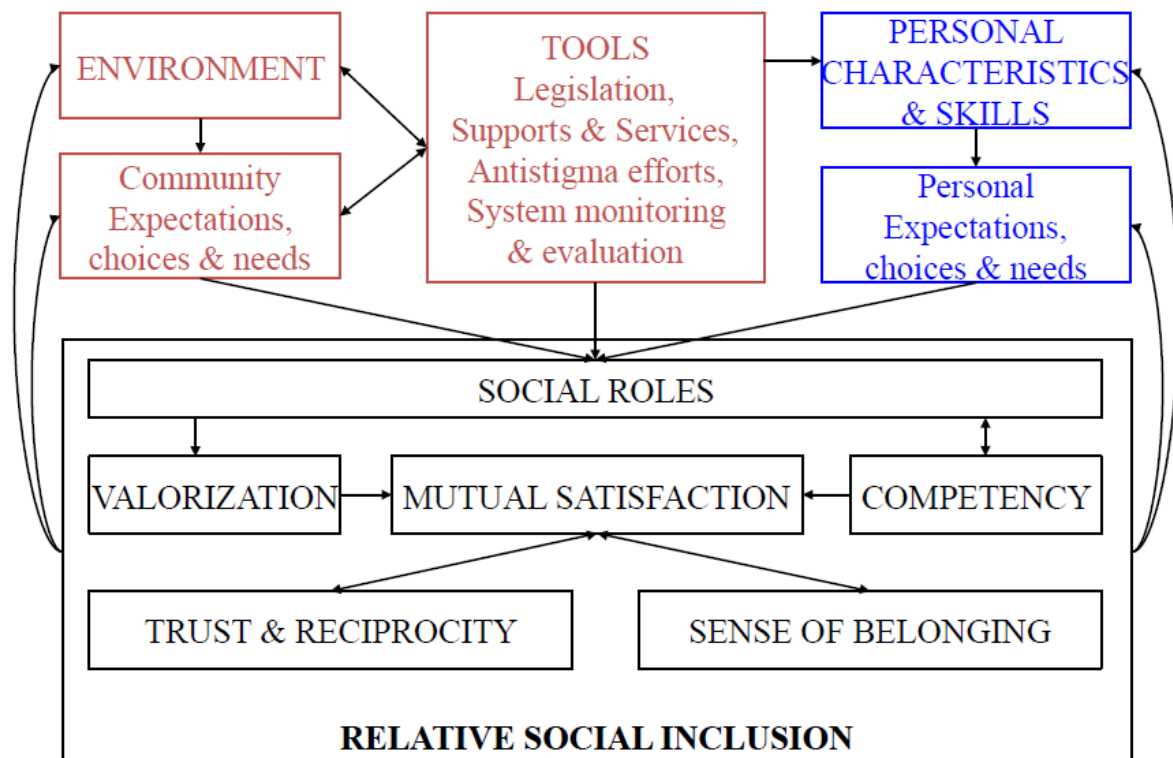 ENVIRONMENT
Community
Expectations,
choices & needs
TOOLS
Legislation,
Supports & Services,
Antistigma efforts,
System monitoring
& evaluation
PERSONAL
CHARACTERISTICS
& SKILLS
Personal
Expectations,
choices & needs
SOCIAL ROLES
VALORIZATION
MUTUAL SATISFACTION
COMPETENCY
TRUST & RECIPROCITY
SENSE OF BELONGING
RELATIVE SOCIAL INCLUSION